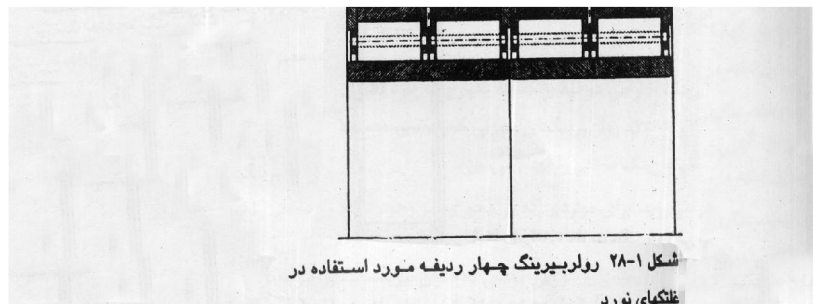 شکل ۱-۲۸ رولربیرینگ چهار ردیفه مورد استفاده در
غلتکهای نورد